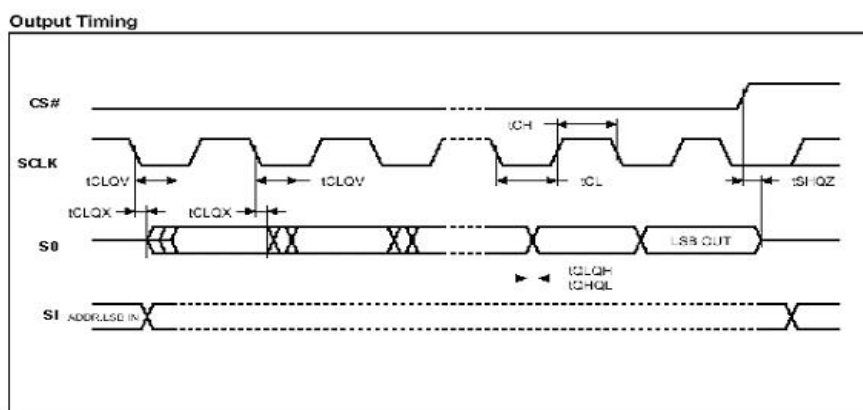 Output Timing
CS#
tCH
SCLK
tCLQV
tCLQV
tCL
tSHQZ
tCLQX
tCLQX
S0
LSB OUT
tQLQH
tQHQL
SI
ADDR.LSB IN